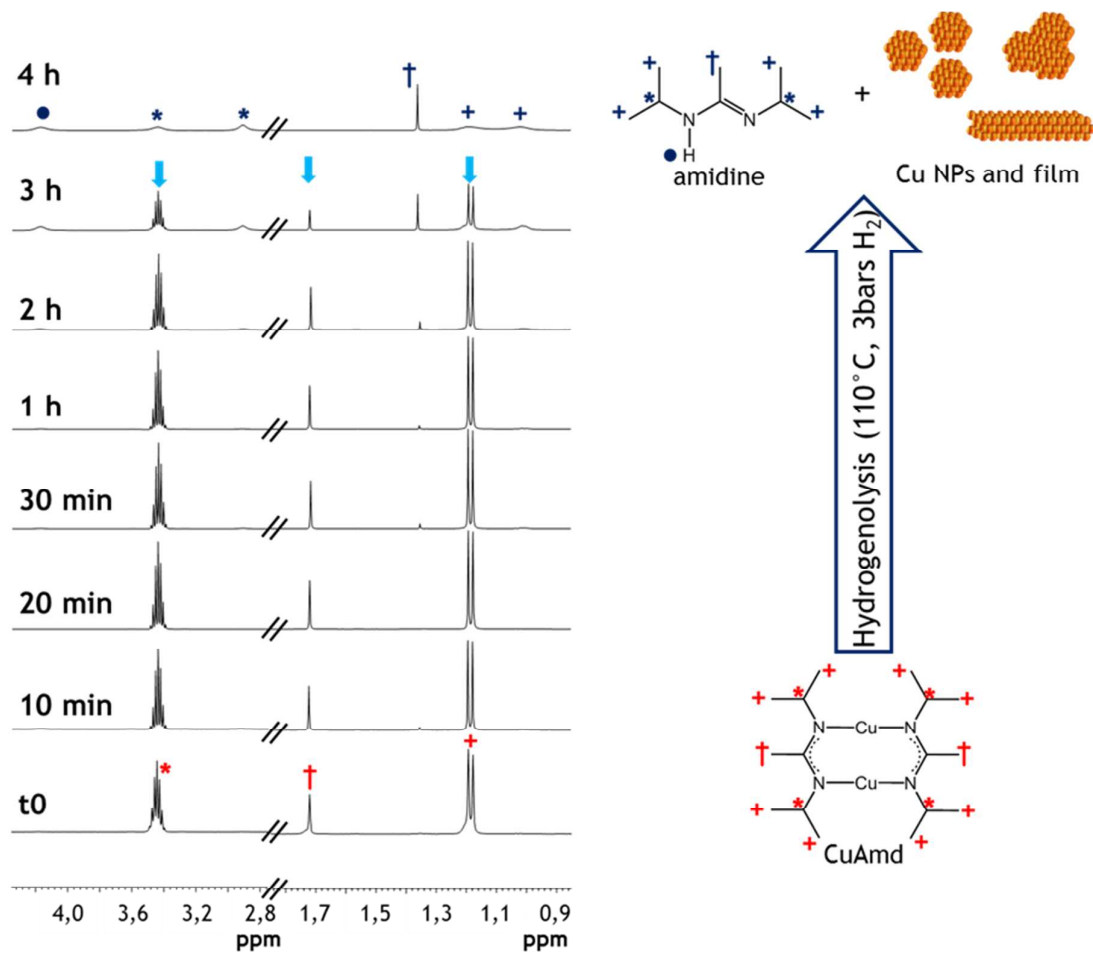 4 h
† 
• * * + +
3 h
2 h
1 h
30 min
20 min
10 min
t0
* † +
4,0 3,6 3,2 2,8 1,7 1,5 1,3 1,1 0,9
ppm ppm
+ † +
+ * * +
N N
• H
amidine
+
Cu NPs and film
Hydrogenolysis (110°C, 3bars H₂)
+ +
+ * * +
N Cu N
† †
N Cu N
+ * * +
+ +
CuAmd